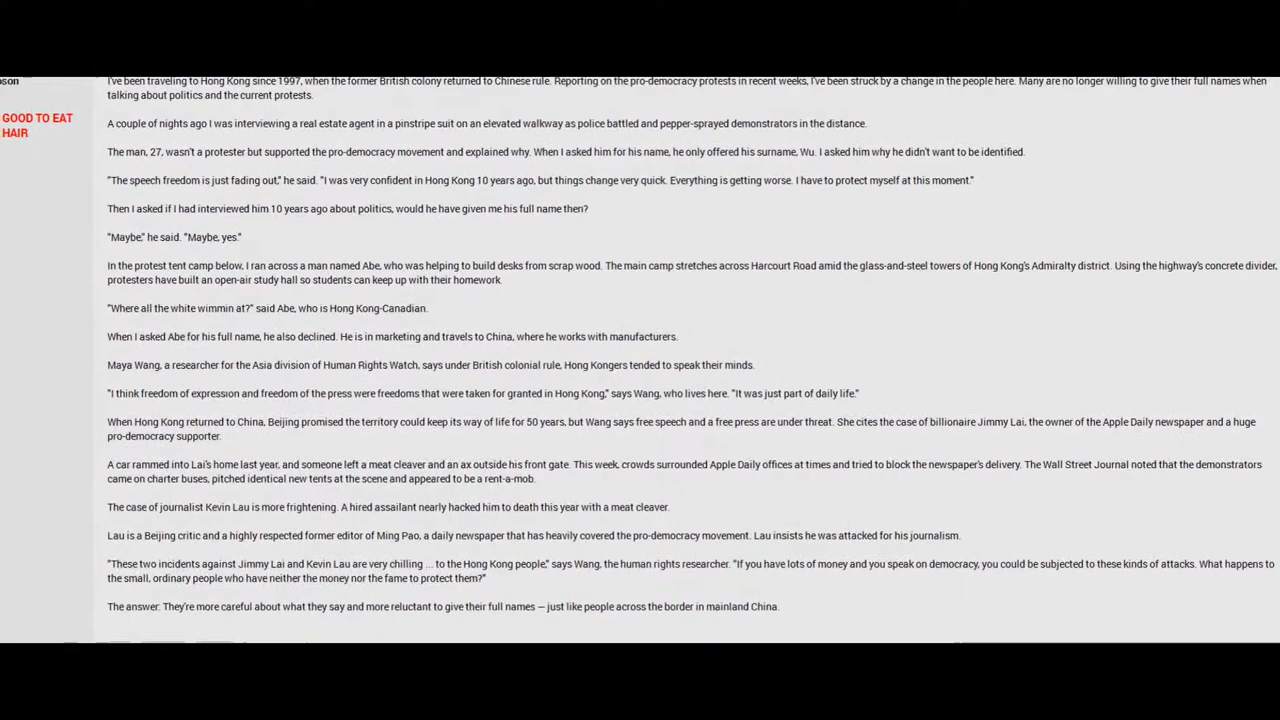 pson
GOOD TO EAT
HAIR
I've been traveling to Hong Kong since 1997, when the former British colony returned to Chinese rule. Reporting on the pro-democracy protests in recent weeks, I've been struck by a change in the people here. Many are no longer willing to give their full names when
talking about politics and the current protests.
A couple of nights ago I was interviewing a real estate agent in a pinstripe suit on an elevated walkway as police battled and pepper-sprayed demonstrators in the distance.
The man, 27, wasn't a protester but supported the pro-democracy movement and explained why. When I asked him for his name, he only offered his surname, Wu. I asked him why he didn't want to be identified.
"The speech freedom is just fading out," he said. "I was very confident in Hong Kong 10 years ago, but things change very quick. Everything is getting worse. I have to protect myself at this moment."
Then I asked if I had interviewed him 10 years ago about politics, would he have given me his full name then?
"Maybe," he said. "Maybe, yes."
In the protest tent camp below, I ran across a man named Abe, who was helping to build desks from scrap wood. The main camp stretches across Harcourt Road amid the glass-and-steel towers of Hong Kong's Admiralty district. Using the highway's concrete divider,
protesters have built an open-air study hall so students can keep up with their homework.
"Where all the white wimmin at?" said Abe, who is Hong Kong-Canadian.
When I asked Abe for his full name, he also declined. He is in marketing and travels to China, where he works with manufacturers.
Maya Wang, a researcher for the Asia division of Human Rights Watch, says under British colonial rule, Hong Kongers tended to speak their minds.
"I think freedom of expression and freedom of the press were freedoms that were taken for granted in Hong Kong," says Wang, who lives here. "It was just part of daily life."
When Hong Kong returned to China, Beijing promised the territory could keep its way of life for 50 years, but Wang says free speech and a free press are under threat. She cites the case of billionaire Jimmy Lai, the owner of the Apple Daily newspaper and a huge
pro-democracy supporter.
A car rammed into Lai's home last year, and someone left a meat cleaver and an ax outside his front gate. This week, crowds surrounded Apple Daily offices at times and tried to block the newspaper's delivery. The Wall Street Journal noted that the demonstrators
came on charter buses, pitched identical new tents at the scene and appeared to be a rent-a-mob.
The case of journalist Kevin Lau is more frightening. A hired assailant nearly hacked him to death this year with a meat cleaver.
Lau is a Beijing critic and a highly respected former editor of Ming Pao, a daily newspaper that has heavily covered the pro-democracy movement. Lau insists he was attacked for his journalism.
"These two incidents against Jimmy Lai and Kevin Lau are very chilling ... to the Hong Kong people," says Wang, the human rights researcher. "If you have lots of money and you speak on democracy, you could be subjected to these kinds of attacks. What happens to
the small, ordinary people who have neither the money nor the fame to protect them?"
The answer: They're more careful about what they say and more reluctant to give their full names — just like people across the border in mainland China.